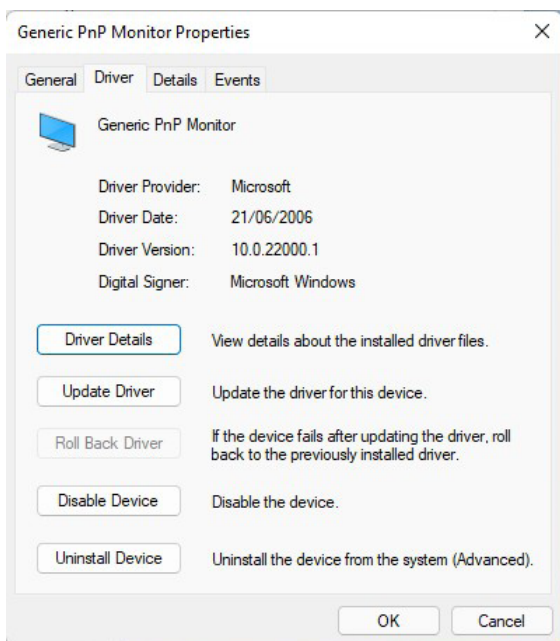 Generic PnP Monitor Properties
General Driver Details Events
Generic PnP Monitor
Driver Provider: Microsoft
Driver Date: 21/06/2006
Driver Version: 10.0.22000.1
Digital Signer: Microsoft Windows
Driver Details View details about the installed driver files.
Update Driver Update the driver for this device.
Roll Back Driver If the device fails after updating the driver, roll
back to the previously installed driver.
Disable Device Disable the device.
Uninstall Device Uninstall the device from the system (Advanced).
OK Cancel